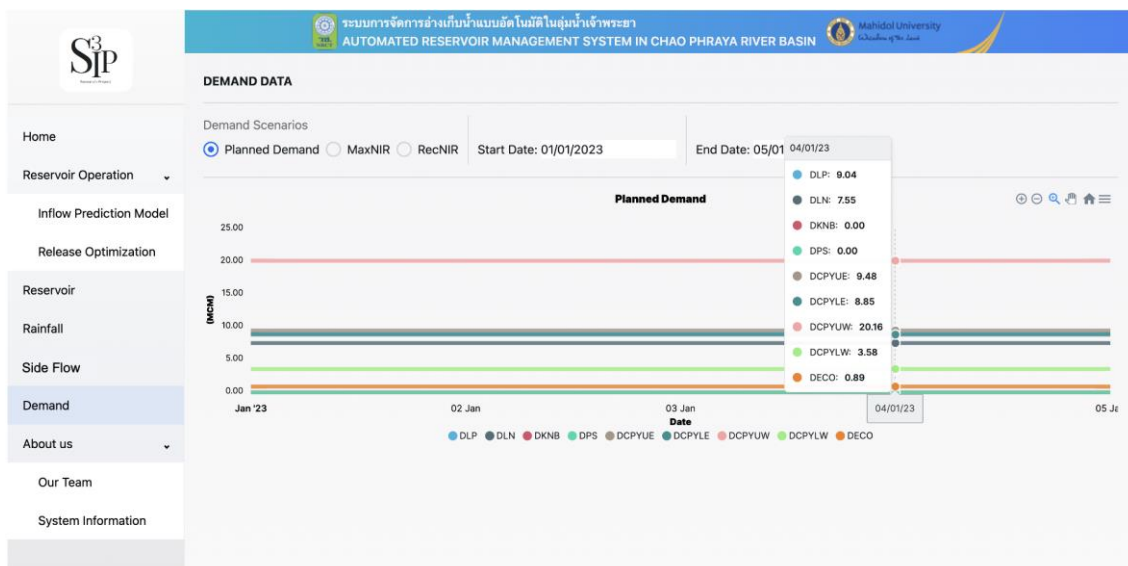 S3IP
ระบบการจัดการอ่างเก็บน้ำแบบอัตโนมัติในลุ่มน้ำเจ้าพระยา
AUTOMATED RESERVOIR MANAGEMENT SYSTEM IN CHAO PHRAYA RIVER BASIN
Mahidol University
Wisdom of the Land
Home
Reservoir Operation
Inflow Prediction Model
Release Optimization
Reservoir
Rainfall
Side Flow
Demand
About us
Our Team
System Information
DEMAND DATA
Demand Scenarios
Planned Demand MaxNIR RecNIR Start Date: 01/01/2023 End Date: 05/01
04/01/23
DLP: 9.04
DLN: 7.55
DKNB: 0.00
DPS: 0.00
DCPYUE: 9.48
DCPYLE: 8.85
DCPYUW: 20.16
DCPYLW: 3.58
DECO: 0.89
Planned Demand
(MCM)
25.00
20.00
15.00
10.00
5.00
0.00
Jan '23 02 Jan 03 Jan 04/01/23 05 Ja
Date
DLP DLN DKNB DPS DCPYUE DCPYLE DCPYUW DCPYLW DECO